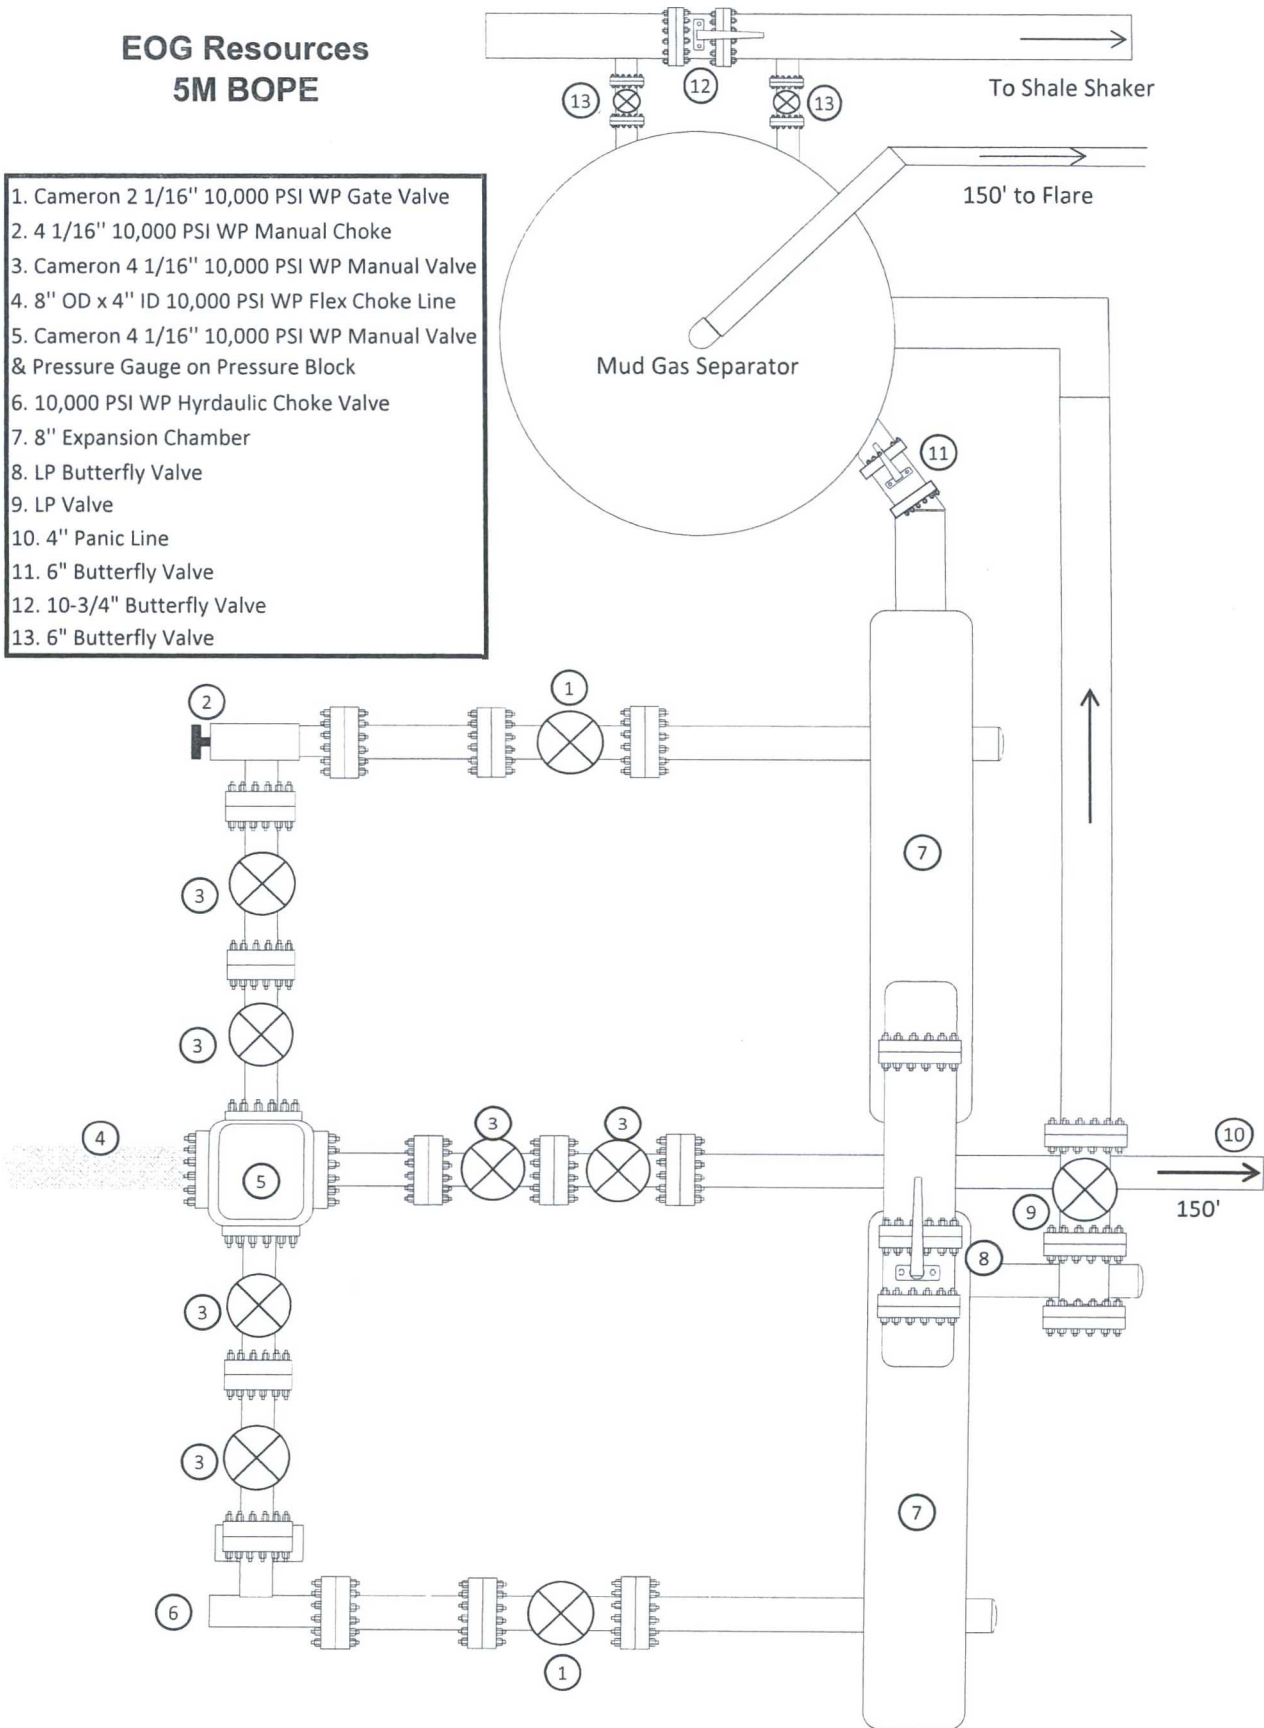 EOG Resources
5M BOPE
12
13
13
To Shale Shaker
150' to Flare
1. Cameron 2 1/16" 10,000 PSI WP Gate Valve
2. 4 1/16" 10,000 PSI WP Manual Choke
3. Cameron 4 1/16" 10,000 PSI WP Manual Valve
4. 8" OD x 4" ID 10,000 PSI WP Flex Choke Line
5. Cameron 4 1/16" 10,000 PSI WP Manual Valve
& Pressure Gauge on Pressure Block
6. 10,000 PSI WP Hyrdaulic Choke Valve
7. 8" Expansion Chamber
8. LP Butterfly Valve
9. LP Valve
10. 4" Panic Line
11. 6" Butterfly Valve
12. 10-3/4" Butterfly Valve
13. 6" Butterfly Valve
Mud Gas Separator
11
1
2
7
3
3
3
3
4
10
5
150'
9
8
3
3
7
6
1